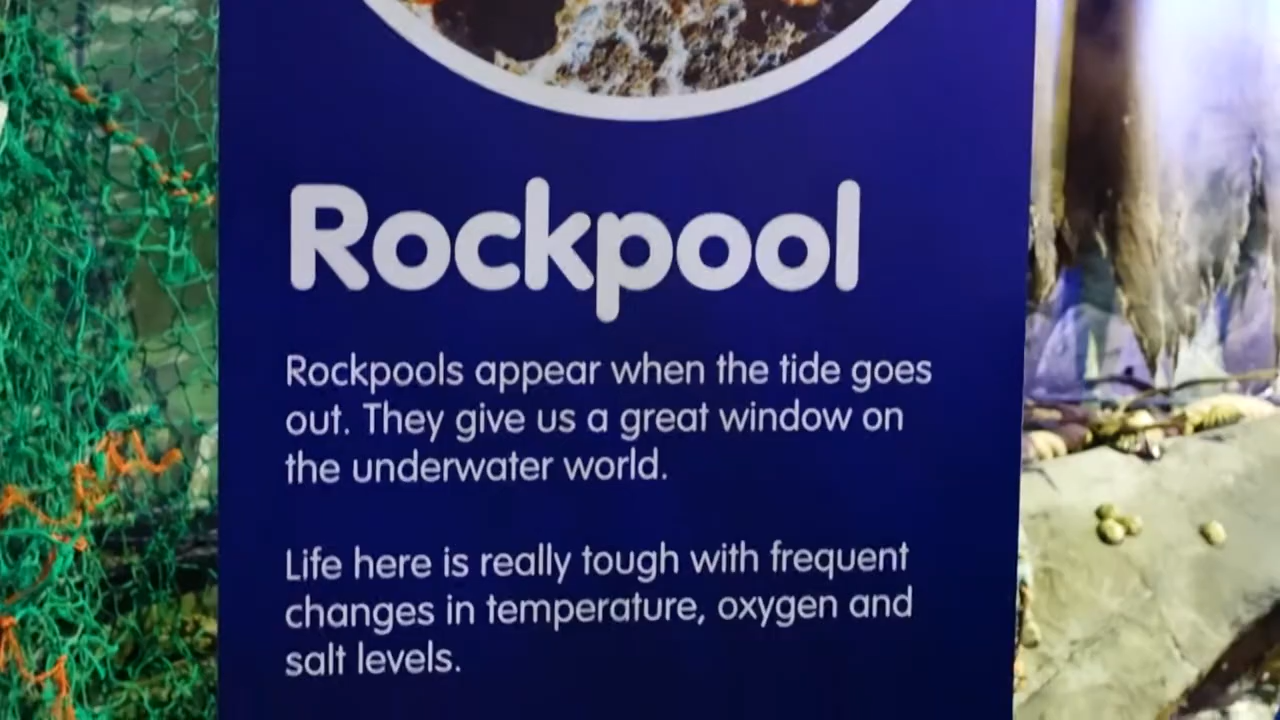 Rockpool
Rockpools appear when the tide goes
out. They give us a great window on
the underwater world.
Life here is really tough with frequent
changes in temperature, oxygen and
salt levels.